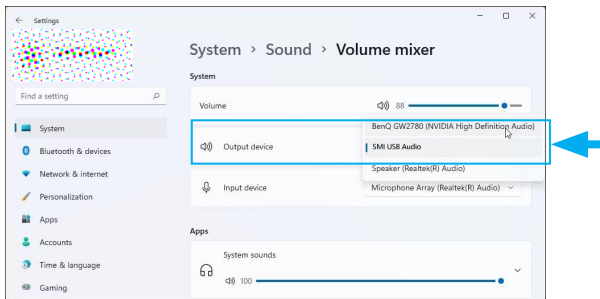 Settings
System > Sound > Volume mixer
System
Find a setting
Volume
88
BenQ GW2780 (NVIDIA High Definition Audio)
System
Output device
SMI USB Audio
Bluetooth & devices
Speaker (Realtek(R) Audio)
Network & internet
Input device
Microphone Array (Realtek(R) Audio)
Personalization
Apps
Apps
Accounts
System sounds
Time & language
100
Gaming